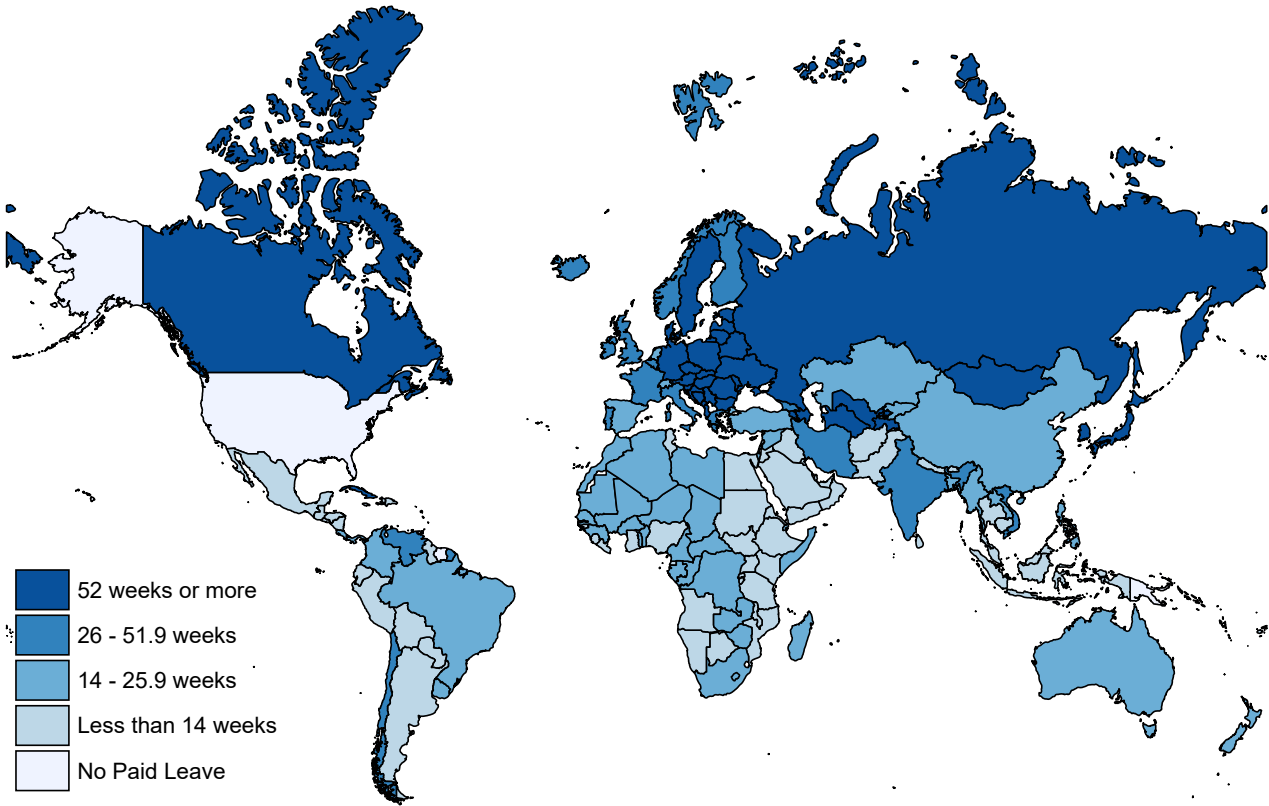 52 weeks or more
26 - 51.9 weeks
14 - 25.9 weeks
Less than 14 weeks
No Paid Leave